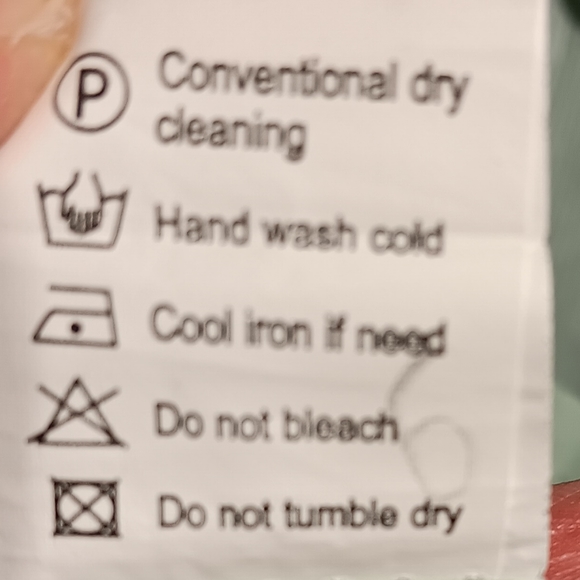 P Conventional dry
cleaning
Hand wash cold
Cool iron if need
Do not bleach
Do not tumble dry